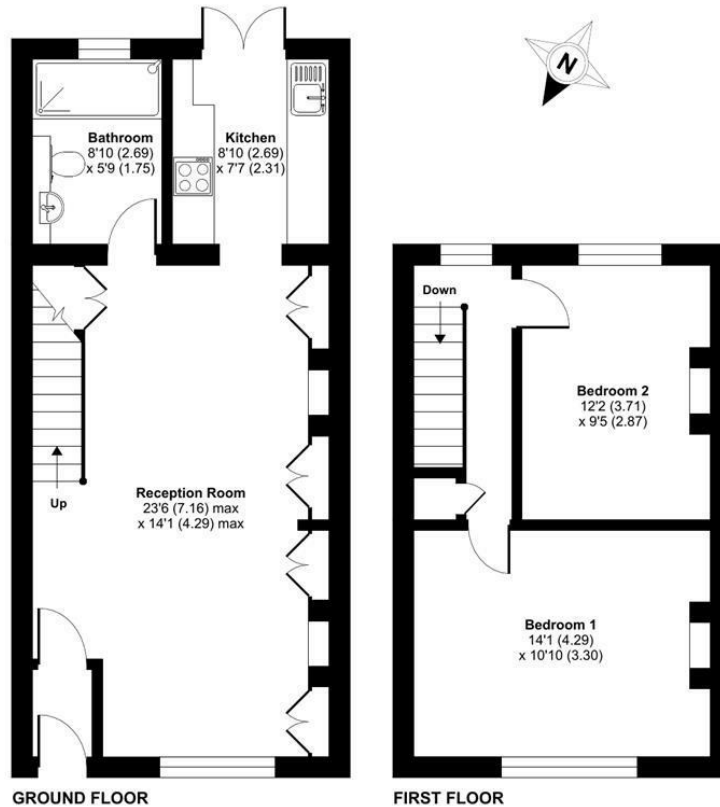 N
Bathroom
8'10 (2.69)
x 5'9 (1.75)
Kitchen
8'10 (2.69)
x 7'7 (2.31)
Up
Reception Room
23'6 (7.16) max
x 14'1 (4.29) max
GROUND FLOOR
Down
Bedroom 2
12'2 (3.71)
x 9'5 (2.87)
Bedroom 1
14'1 (4.29)
x 10'10 (3.30)
FIRST FLOOR